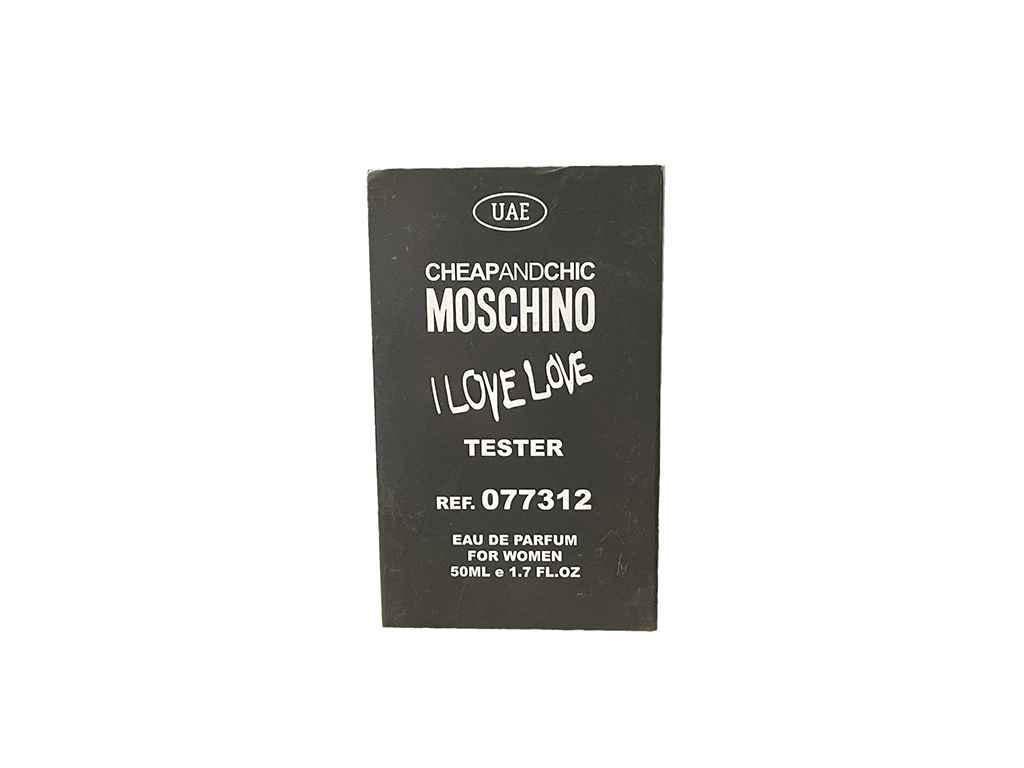 UAE
CHEAPANDCHIC
MOSCHINO
I LOVE LOVE
TESTER
REF. 077312
EAU DE PARFUM
FOR WOMEN
50ML e 1.7 FL.OZ